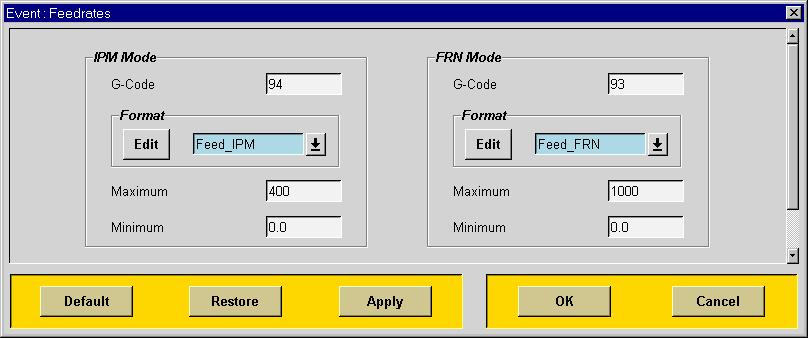 Event : Feedrates
IPM Mode
G-Code 94
Format
Edit Feed_IPM
Maximum 400
Minimum 0.0
FRN Mode
G-Code 93
Format
Edit Feed_FRN
Maximum 1000
Minimum 0.0
Default Restore Apply OK Cancel